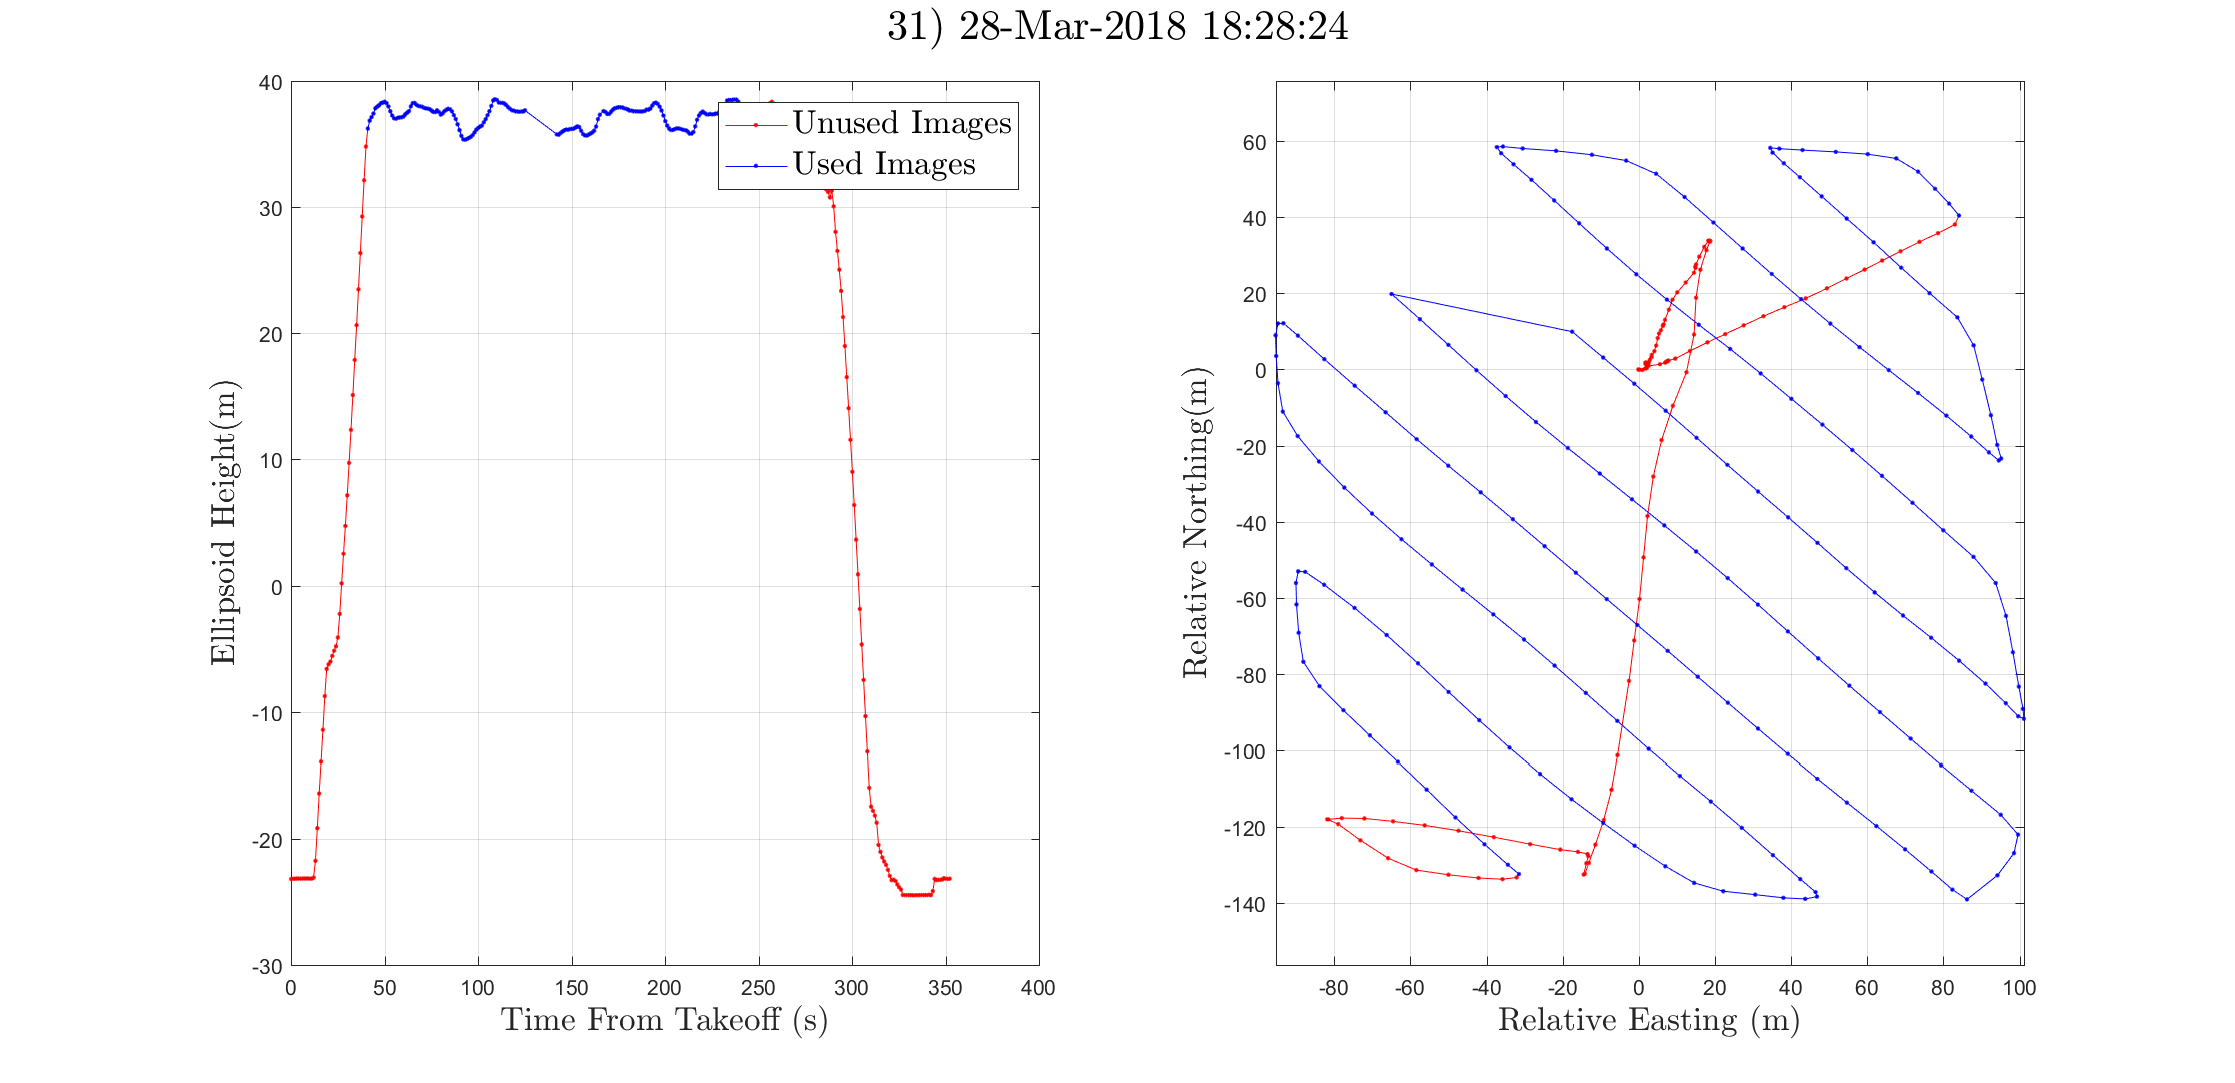 31) 28-Mar-2018 18:28:24
Ellipsoid Height(m)
40
30
20
10
0
-10
-20
-30
0 50 100 150 200 250 300 350 400
Time From Takeoff (s)
Unused Images
Used Images
Relative Northing(m)
60
40
20
0
-20
-40
-60
-80
-100
-120
-140
-80 -60 -40 -20 0 20 40 60 80 100
Relative Easting (m)